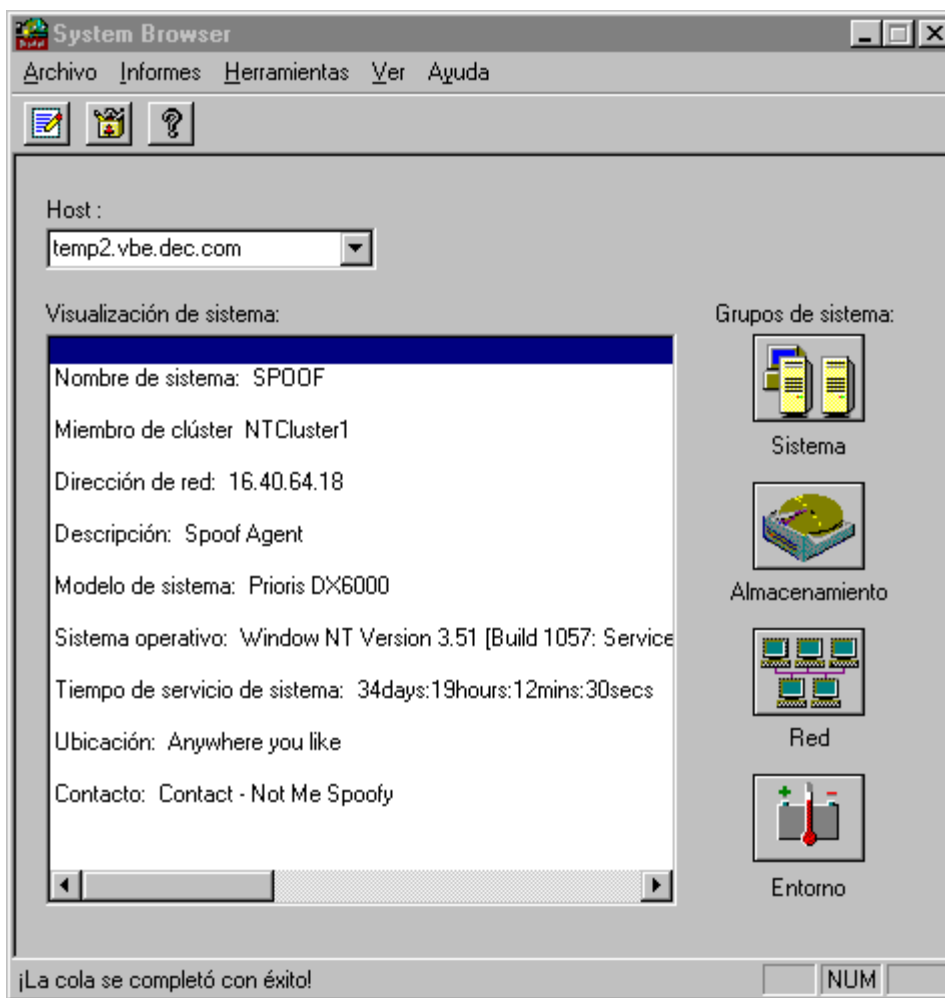 System Browser
Archivo Informes Herramientas Ver Ayuda
Host :
temp2.vbe.dec.com
Visualización de sistema:
Grupos de sistema:
Nombre de sistema: SPOOF
Miembro de clúster NTCluster1
Dirección de red: 16.40.64.18
Descripción: Spoof Agent
Modelo de sistema: Prioris DX6000
Sistema operativo: Window NT Version 3.51 [Build 1057: Service
Tiempo de servicio de sistema: 34days:19hours:12mins:30secs
Ubicación: Anywhere you like
Contacto: Contact - Not Me Spoofy
Sistema
Almacenamiento
Red
Entorno
¡La cola se completó con éxito!
NUM